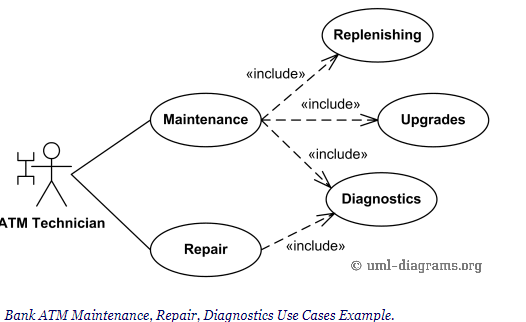 Replenishing
«include»
Maintenance
«include»
Upgrades
«include»
Diagnostics
ATM Technician
Repair
«include»
© uml-diagrams.org
Bank ATM Maintenance, Repair, Diagnostics Use Cases Example.